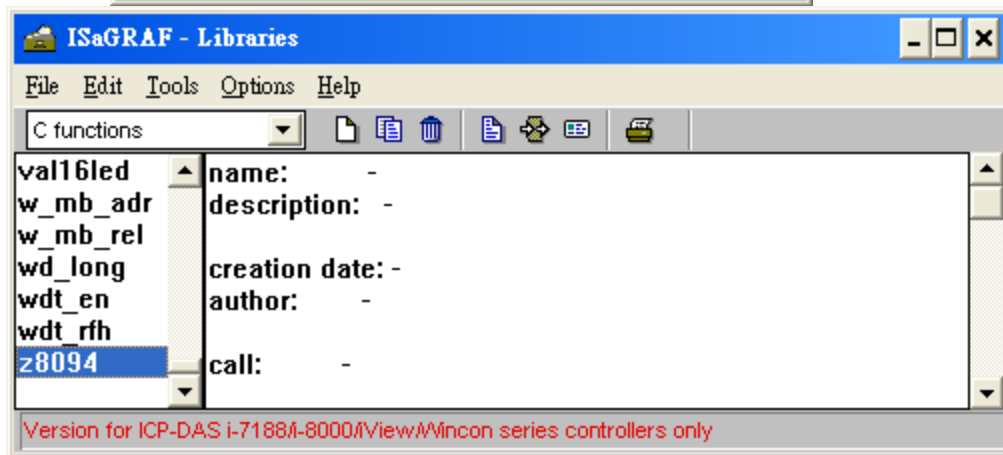 ISaGRAF - Libraries
File Edit Tools Options Help
C functions
val16led
w_mb_adr
w_mb_rel
wd_long
wdt_en
wdt_rfh
z8094
name: -
description: -
creation date: -
author: -
call: -
Version for ICP-DAS i-7188/i-8000/iView/Wincon series controllers only